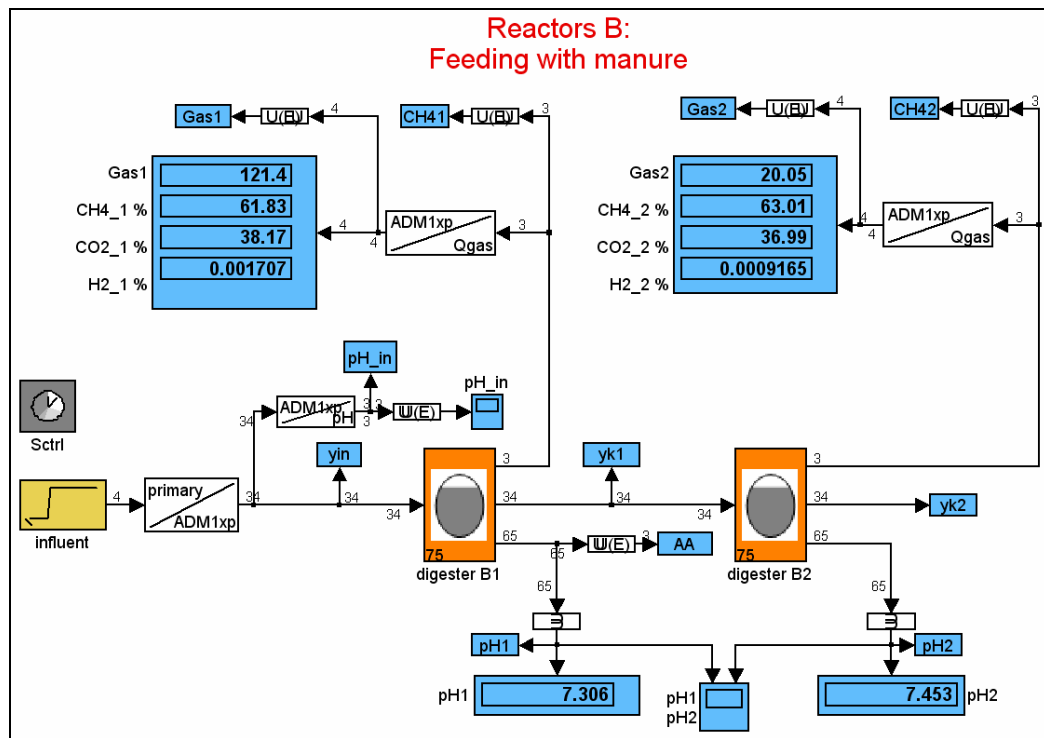 Reactors B:
Feeding with manure
Gas1
U(E)
4
CH41
U(E)
3
Gas2
U(E)
4
CH42
U(E)
3
Gas1
121.4
CH4_1 %
61.83
CO2_1 %
38.17
H2_1 %
0.001707
4
4
ADM1xp
Qgas
3
Gas2
20.05
CH4_2 %
63.01
CO2_2 %
36.99
H2_2 %
0.0009165
4
4
ADM1xp
Qgas
3
pH_in
pH_in
Sctrl
34
ADM1xp
pH
3
3
U(E)
influent
4
primary
ADM1xp
34
yin
34
34
75
digester B1
3
34
65
65
U(E)
3
AA
yk1
34
34
75
digester B2
3
34
65
yk2
65
U
65
U
pH1
pH2
pH1
7.306
pH1
pH2
7.453
pH2